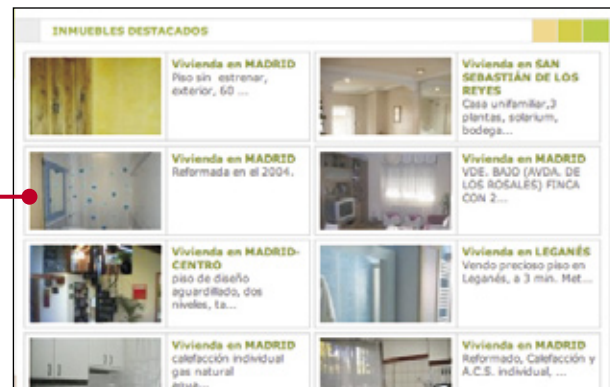 INMUEBLES DESTACADOS
Vivienda en MADRID
Piso sin estrenar,
exterior, 60 ...
Vivienda en SAN
SEBASTIÁN DE LOS
REYES
Casa unifamiliar,3
plantas, solarium,
bodega...
Vivienda en MADRID
Reformada en el 2004.
Vivienda en MADRID
VDE. BAJO (AVDA. DE
LOS ROSALES) FINCA
CON 2...
Vivienda en MADRID-
CENTRO
piso de diseño
aguardillado, dos
niveles, ta...
Vivienda en LEGANÉS
Vendo precioso piso en
Leganés, a 3 min. Met...
Vivienda en MADRID
calefacción individual
gas natural
Vivienda en MADRID
Reformado, Calefacción y
A.C.S. individual, ...